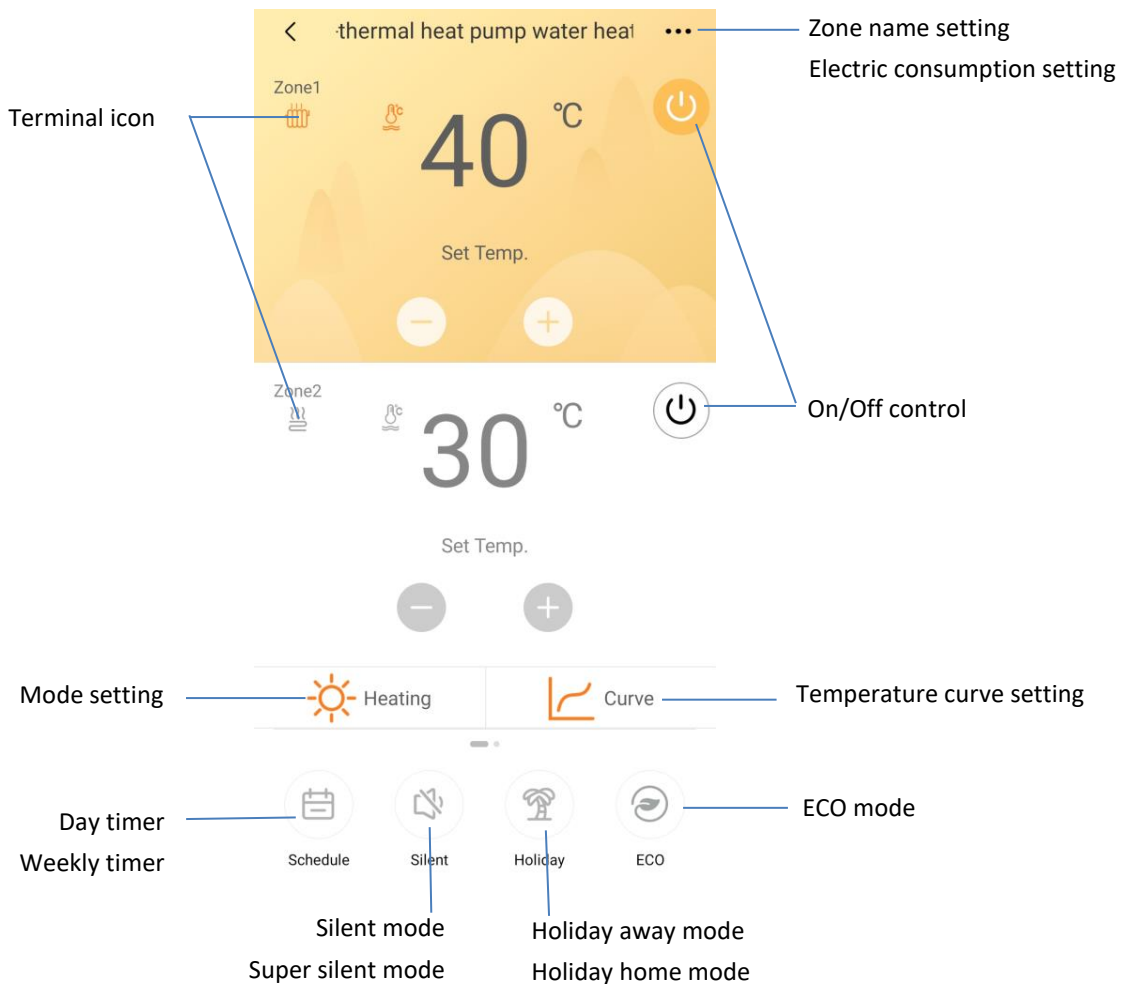 -thermal heat pump water heat
Zone name setting
Electric consumption setting
Zone1
Terminal icon
40 °C
Set Temp.
Zone2
30 °C
On/Off control
Set Temp.
Mode setting
Heating
Curve
Temperature curve setting
Day timer
Weekly timer
ECO mode
Schedule
Silent
Holiday
ECO
Silent mode
Super silent mode
Holiday away mode
Holiday home mode